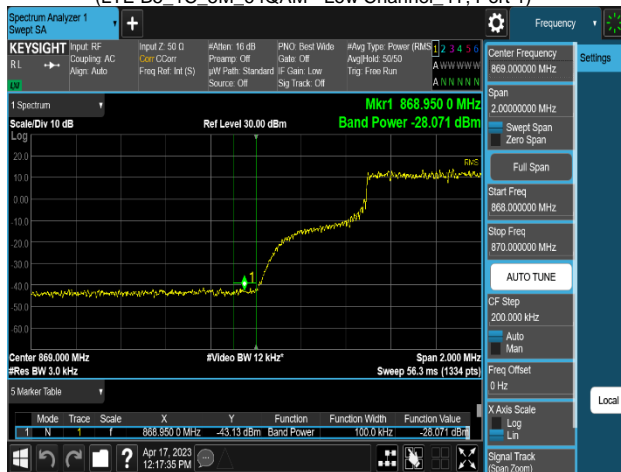 (LTE B5_1C_3M_64QAM - Low Channel_1T, Port 1)
Spectrum Analyzer 1
Swept SA
Frequency
KEYSIGHT
RL
Input: RF
Coupling: AC
Align: Auto
Input Z: 50 Ω
Corr CCorr
Freq Ref: Int (S)
#Atten: 16 dB
Preamp: Off
µW Path: Standard
Source: Off
PNO: Best Wide
Gate: Off
IF Gain: Low
Sig Track: Off
#Avg Type: Power (RMS
Avg|Hold: 50/50
Trig: Free Run
1 2 3 4 5 6
A W W W W W
A N N N N N
1 Spectrum
Scale/Div 10 dB
Ref Level 30.00 dBm
Mkr1 868.950 0 MHz
Band Power -28.071 dBm
Log
20.0
10.0
0.00
-10.0
-20.0
-30.0
-40.0
-50.0
-60.0
RMS
1
Center 869.000 MHz
#Video BW 12 kHz*
Span 2.000 MHz
#Res BW 3.0 kHz
Sweep 56.3 ms (1334 pts)
5 Marker Table
Mode Trace Scale X Y Function Function Width Function Value
1 N 1 f 868.950 0 MHz -43.13 dBm Band Power 100.0 kHz -28.071 dBm
Apr 17, 2023
12:17:35 PM
Center Frequency
869.000000 MHz
Span
2.00000000 MHz
Swept Span
Zero Span
Full Span
Start Freq
868.000000 MHz
Stop Freq
870.000000 MHz
AUTO TUNE
CF Step
200.000 kHz
Auto
Man
Freq Offset
0 Hz
X Axis Scale
Log
Lin
Signal Track
(Span Zoom)
Settings
Local